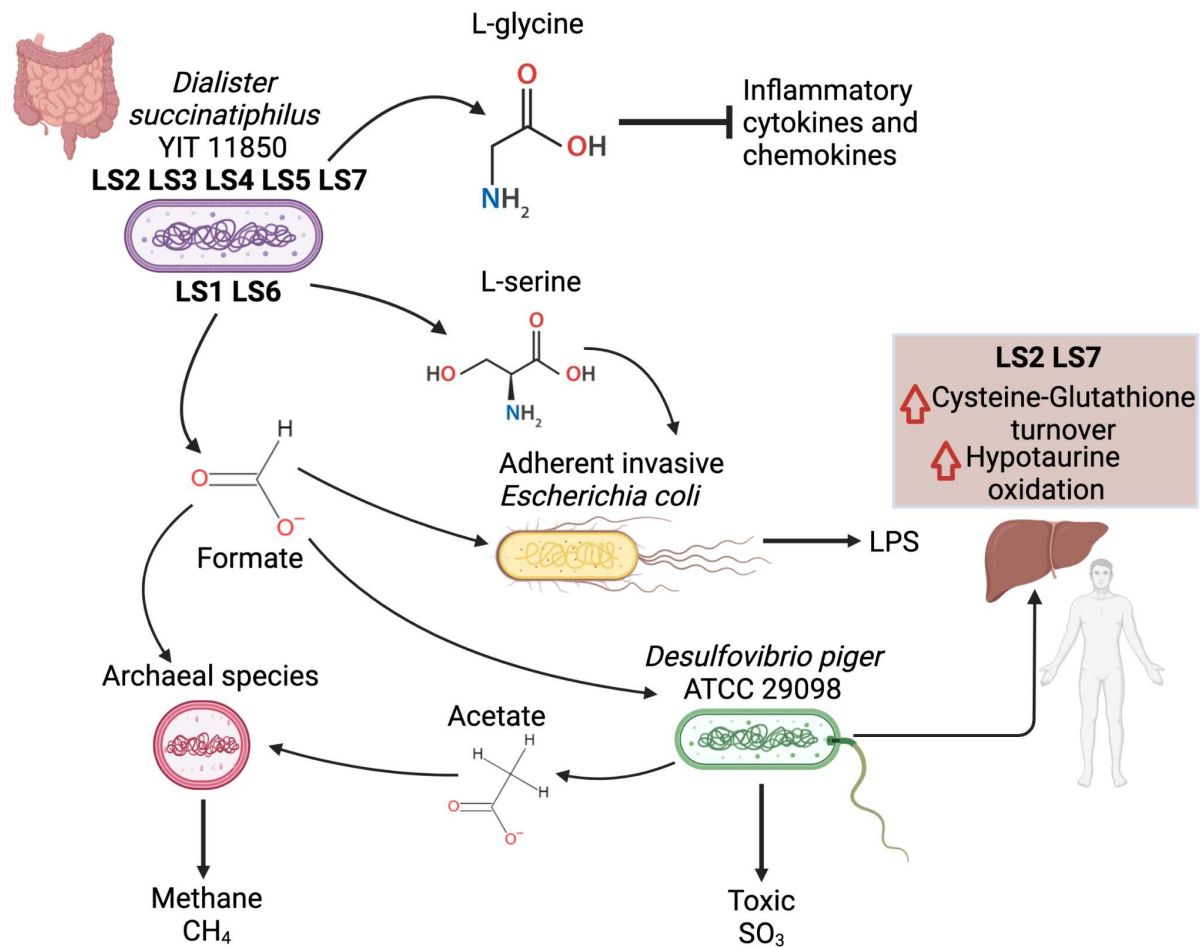 L-glycine
O
OH
NH₂
Inflammatory
cytokines and
chemokines
Dialister
succinatiphilus
YIT 11850
LS2 LS3 LS4 LS5 LS7
LS1 LS6
L-serine
O
HO
OH
NH₂
LS2 LS7
Cysteine-Glutathione
turnover
Hypotaurine
oxidation
H
O
O⁻
Formate
Adherent invasive
Escherichia coli
LPS
Archaeal species
Desulfovibrio piger
ATCC 29098
Acetate
H
H
H
O
O⁻
Methane
CH₄
Toxic
SO₃